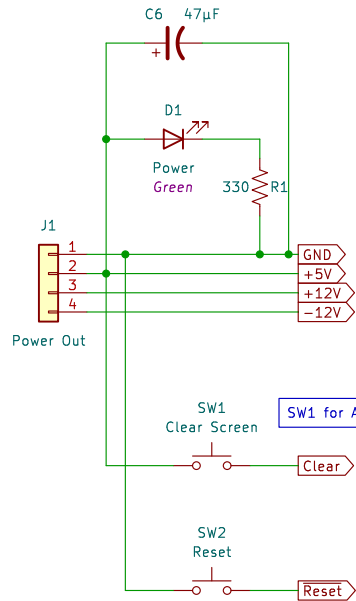 C6 47µF
+
D1
Power
Green
330 R1
J1
1
2
3
4
GND
+5V
+12V
-12V
Power Out
SW1
Clear Screen
SW1 for A
Clear
SW2
Reset
Reset